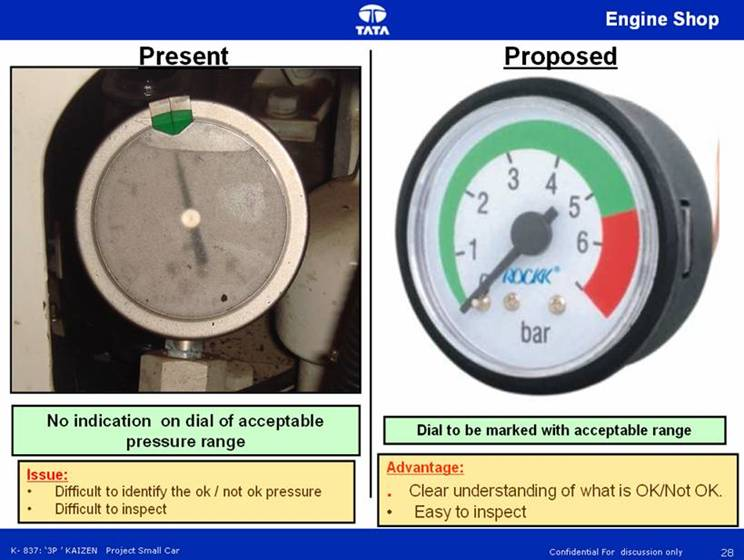 TATA
Engine Shop
Present
Proposed
3
4
2
5
1
6
0
ROCKK®
bar
No indication on dial of acceptable
pressure range
Dial to be marked with acceptable range
Issue:
• Difficult to identify the ok / not ok pressure
• Difficult to inspect
Advantage:
. Clear understanding of what is OK/Not OK.
• Easy to inspect
K- 837: ‘3P ’ KAIZEN Project Small Car
Confidential For discussion only
28